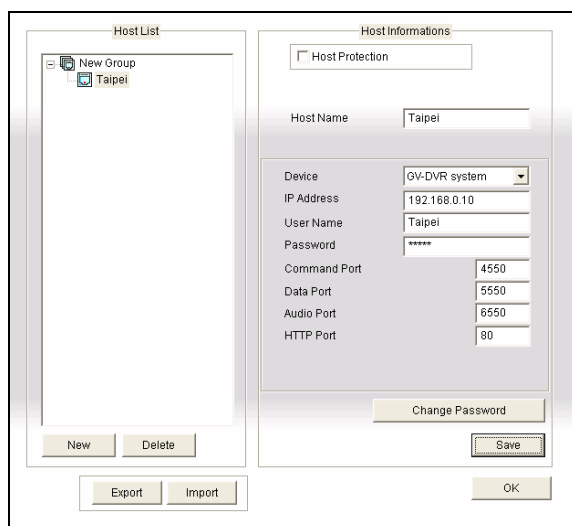 Host List
New Group
Taipei
New
Delete
Export
Import
Host Informations
Host Protection
Host Name
Taipei
Device
GV-DVR system
IP Address
192.168.0.10
User Name
Taipei
Password
*****
Command Port
4550
Data Port
5550
Audio Port
6550
HTTP Port
80
Change Password
Save
OK